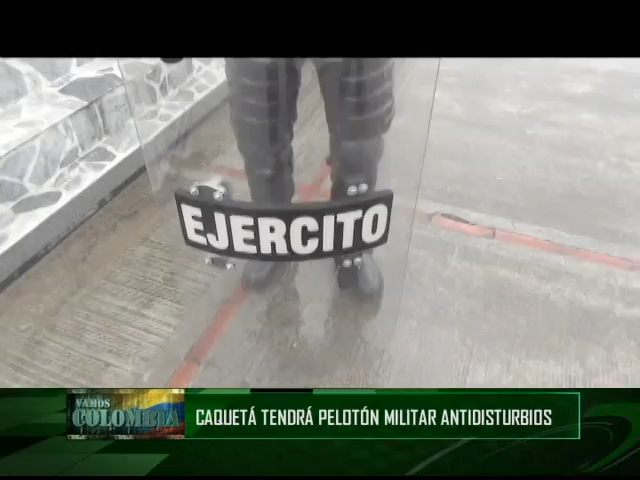 EJERCITO
VAMOS
COLOMBIA
CAQUETÁ TENDRÁ PELOTÓN MILITAR ANTIDISTURBIOS